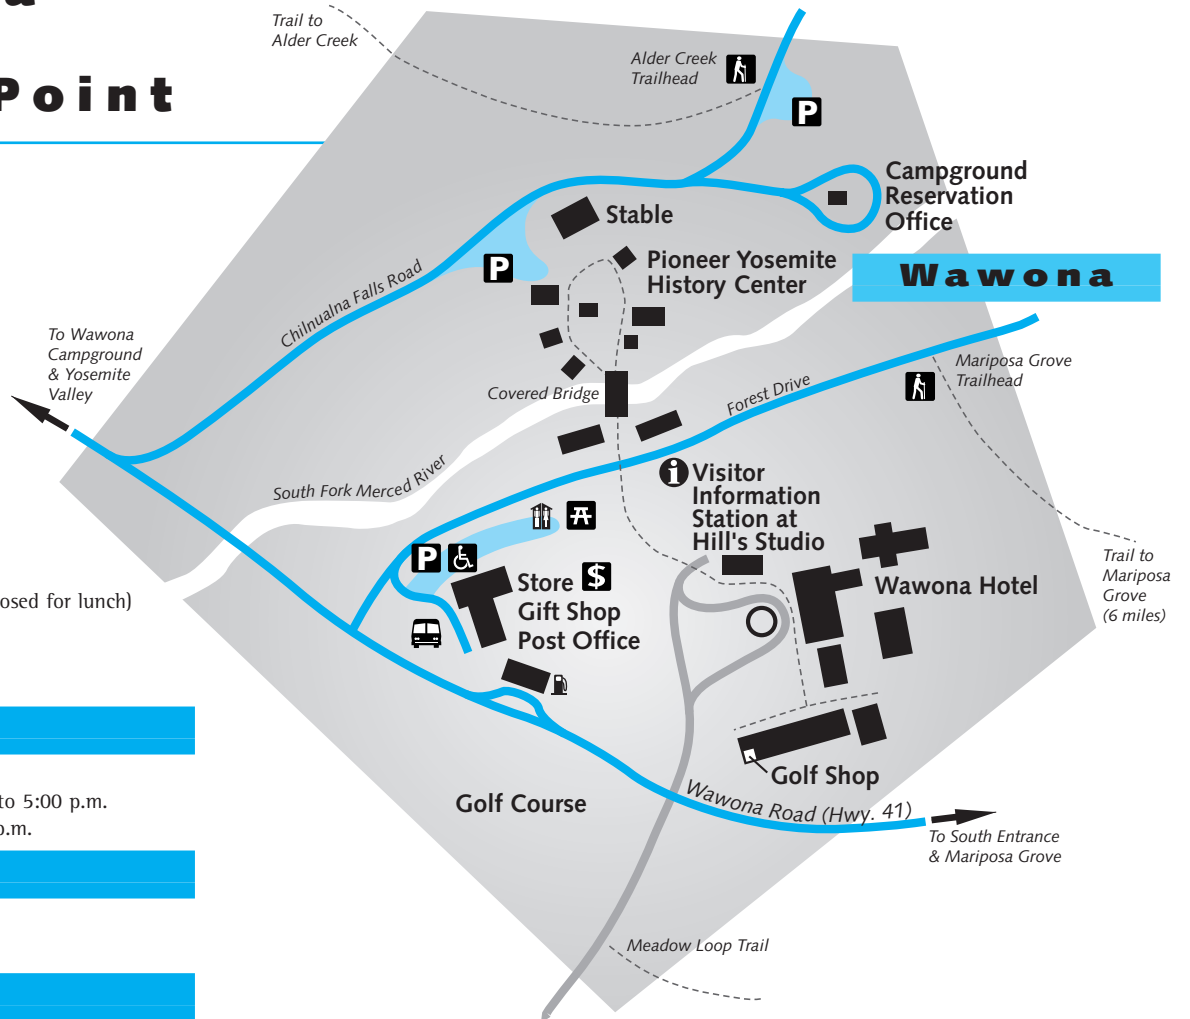 a
Point
Trail to
Alder Creek
Alder Creek
Trailhead
P
Campground
Reservation
Office
Stable
Pioneer Yosemite
History Center
Wawona
P
Chilnualna Falls Road
To Wawona
Campground
& Yosemite
Valley
Mariposa Grove
Trailhead
Covered Bridge
Forest Drive
South Fork Merced River
i
Visitor
Information
Station at
Hill's Studio
P
Store $
Gift Shop
Post Office
Wawona Hotel
Trail to
Mariposa
Grove
(6 miles)
osed for lunch)
Golf Shop
to 5:00 p.m.
p.m.
Golf Course
Wawona Road (Hwy. 41)
To South Entrance
& Mariposa Grove
Meadow Loop Trail